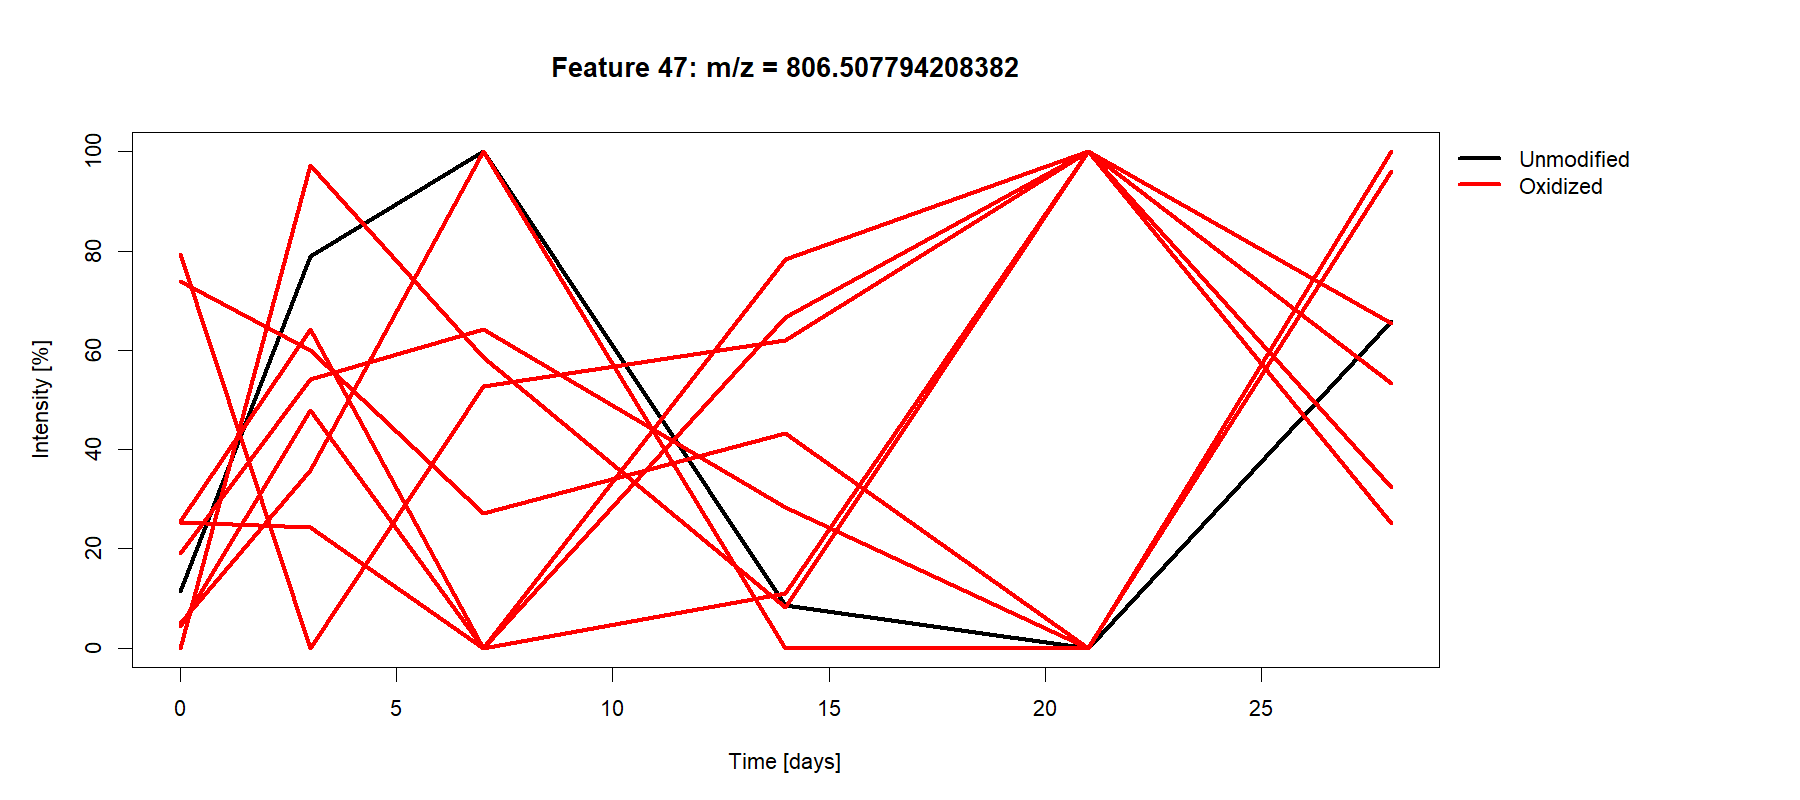 Feature 47: m/z = 806.507794208382
Unmodified
Oxidized
100
80
60
40
20
0
Intensity [%]
0 5 10 15 20 25
Time [days]